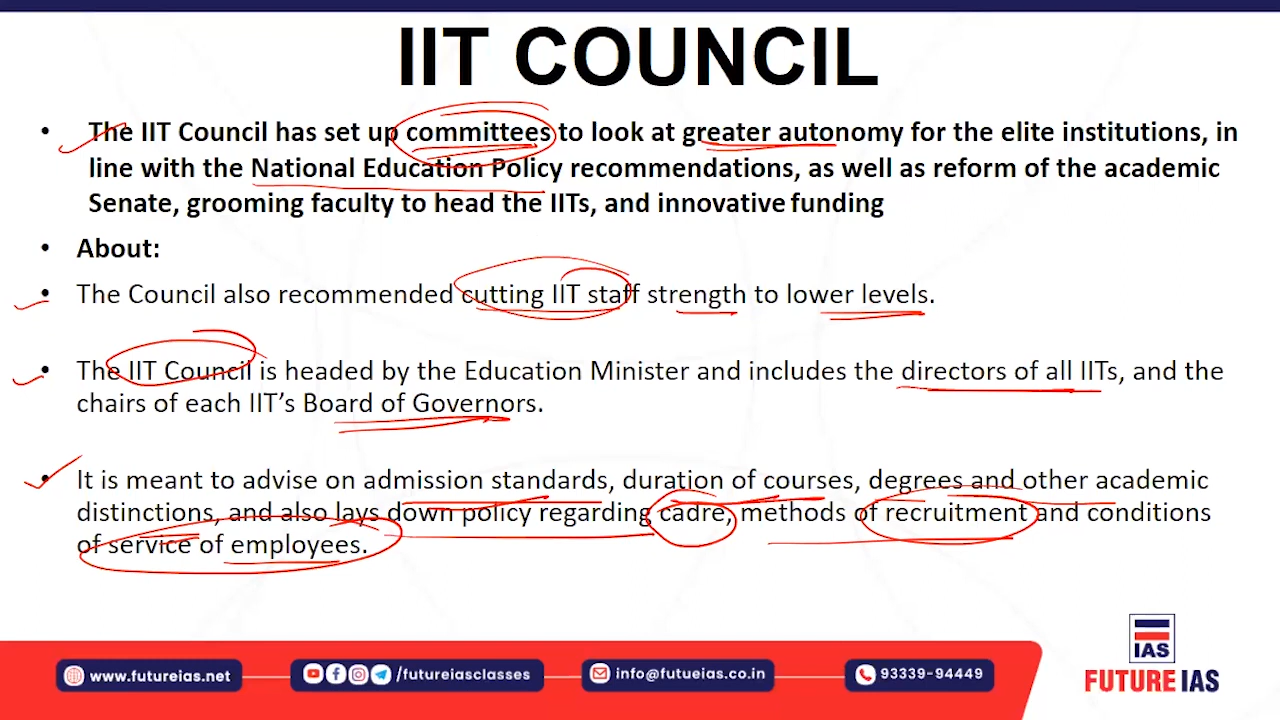 IIT COUNCIL
• The IIT Council has set up committees to look at greater autonomy for the elite institutions, in
line with the National Education Policy recommendations, as well as reform of the academic
Senate, grooming faculty to head the IITs, and innovative funding
• About:
• The Council also recommended cutting IIT staff strength to lower levels.
• The IIT Council is headed by the Education Minister and includes the directors of all IITs, and the
chairs of each IIT’s Board of Governors.
• It is meant to advise on admission standards, duration of courses, degrees and other academic
distinctions, and also lays down policy regarding cadre, methods of recruitment and conditions
of service of employees.
www.futureias.net
/futureiasclasses
info@futueias.co.in
93339-94449
IAS
FUTURE IAS